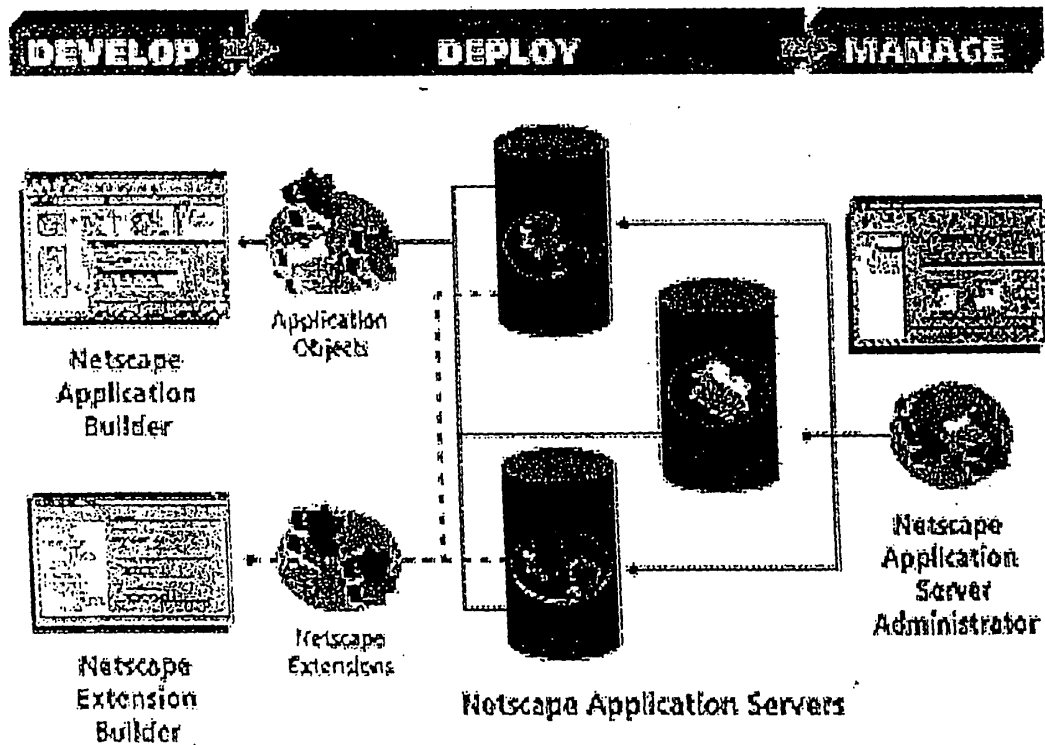 DEVELOP
DEPLOY
MANAGE
Application
Objects
Netscape
Application
Builder
Netscape
Application
Server
Administrator
Netscape
Extensions
Netscape
Extension
Builder
Netscape Application Servers